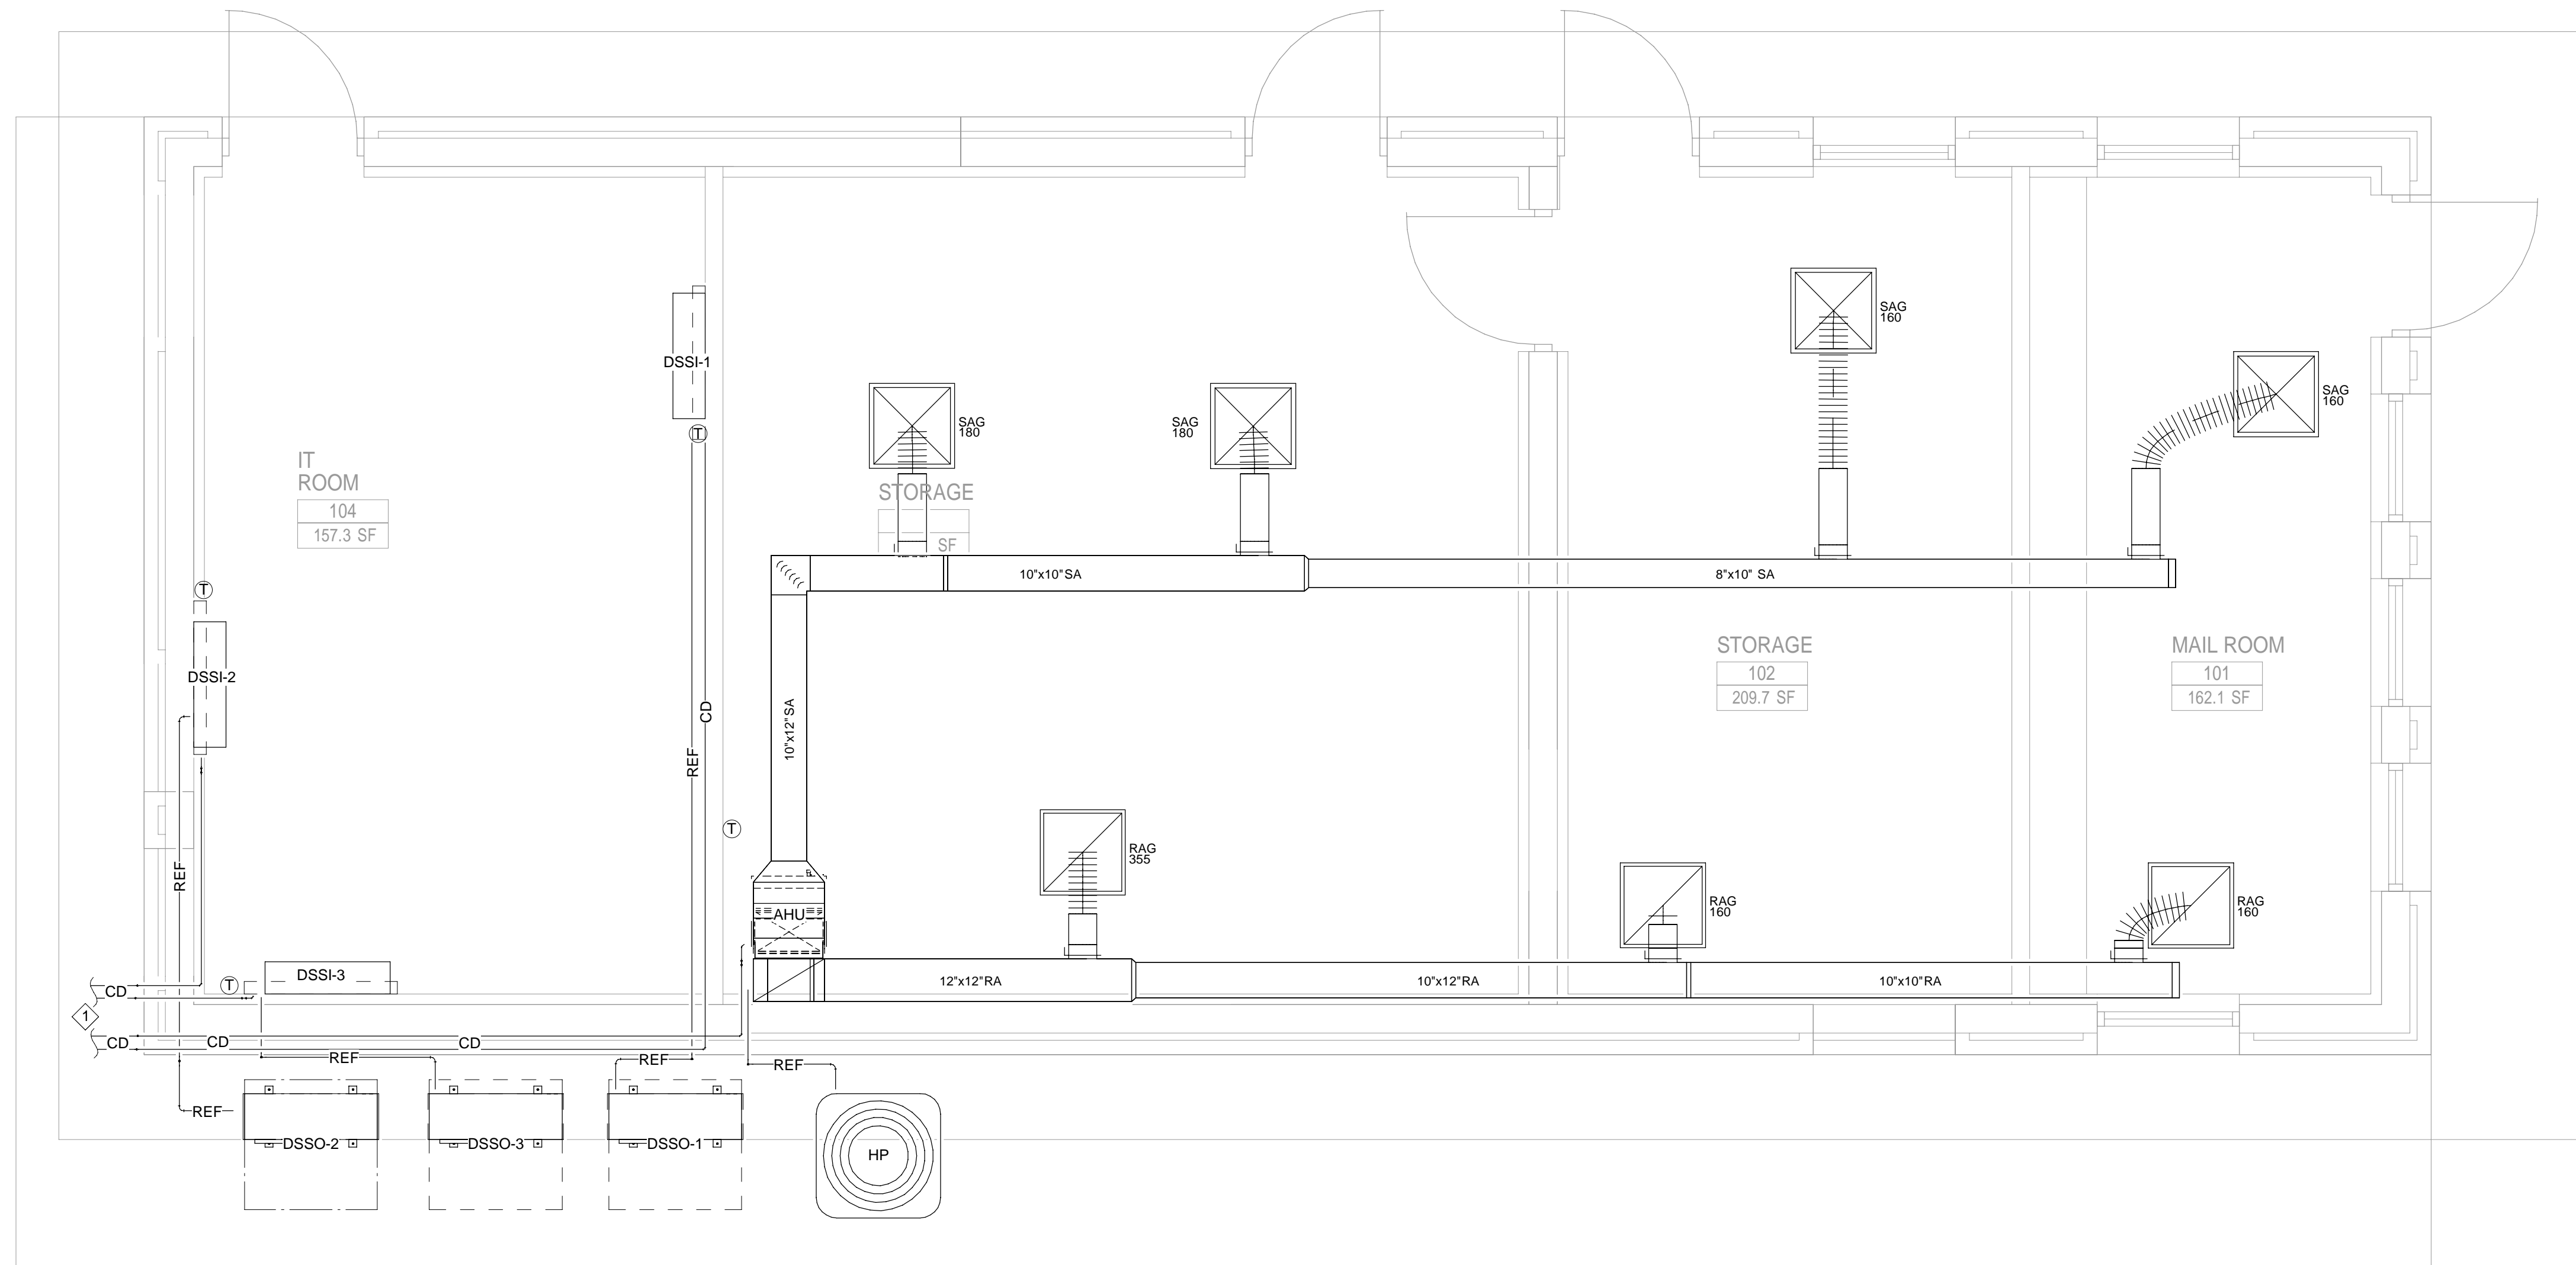 SAG
160
DSSI-1
SAG
160
SAG
180
SAG
180
T
IT
ROOM
104
157.3 SF
STORAGE
SF
10"x10"SA
8"x10" SA
T
STORAGE
102
209.7 SF
MAIL ROOM
101
162.1 SF
DSSI-2
CD
10"x12"SA
REF
T
RAG
355
REF
RAG
160
RAG
160
AHU
DSSI-3
T
12"x12"RA
10"x12"RA
10"x10"RA
CD
1
CD
CD
CD
REF
REF
REF
REF
DSSO-2
DSSO-3
DSSO-1
HP